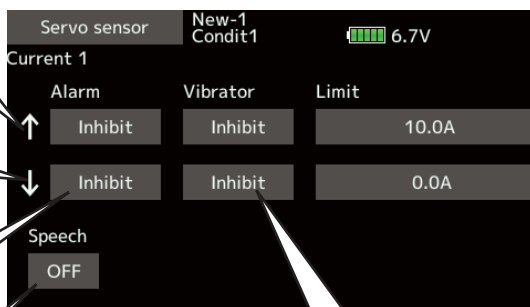 Servo sensor New-1
Condit1 6.7V
Current 1
Alarm Vibrator Limit
↑ Inhibit Inhibit 10.0A
↓ Inhibit Inhibit 0.0A
Speech
OFF